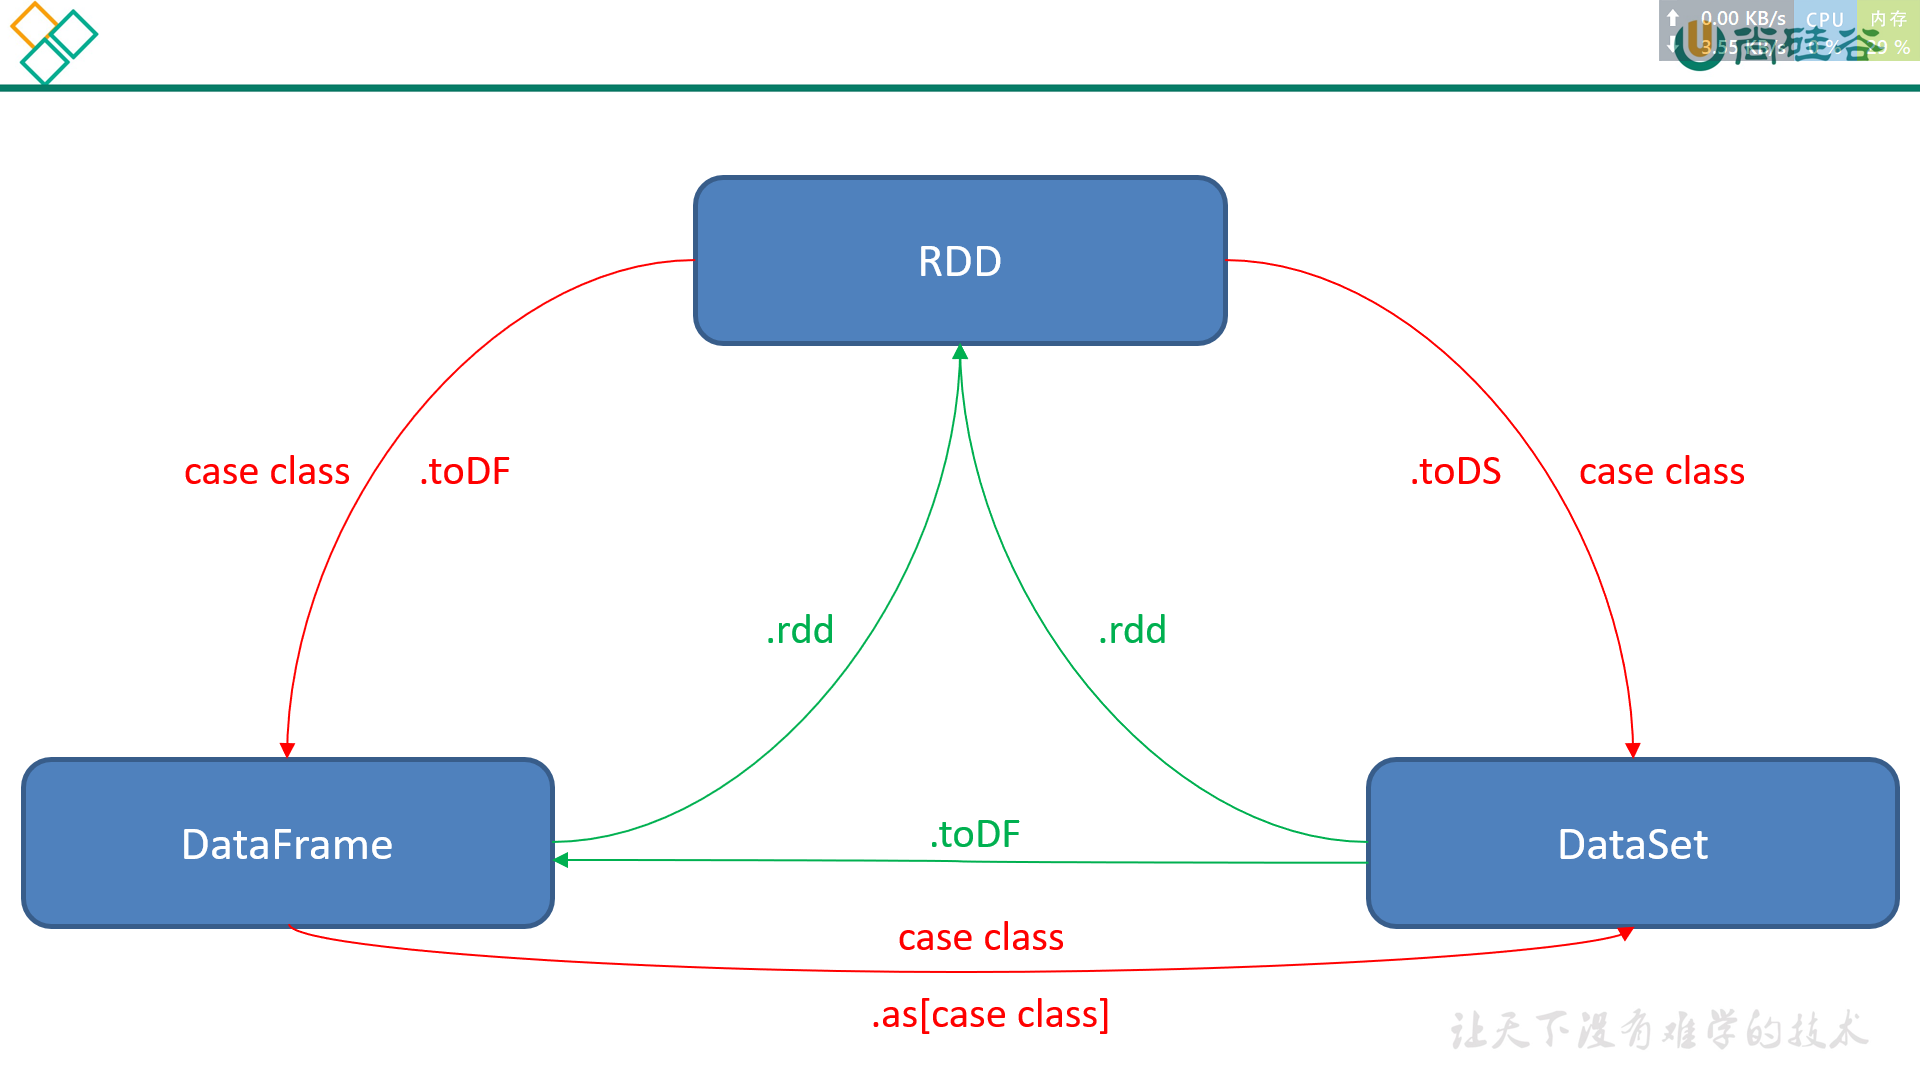 0.00 KB/s
CPU
内存
3.55 KB/s
尚硅谷
RDD
case class
.toDF
.toDS
case class
.rdd
.rdd
DataFrame
.toDF
DataSet
case class
.as[case class]
让天下没有难学的技术